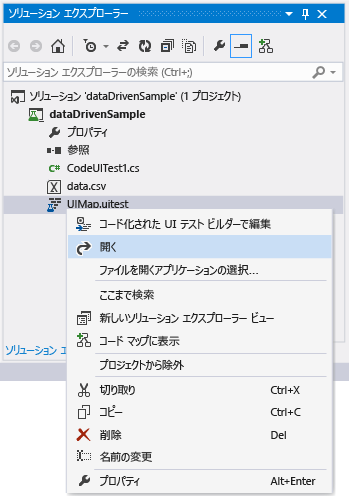 ソリューション エクスプローラー
ソリューション エクスプローラーの検索 (Ctrl+;)
ソリューション 'dataDrivenSample' (1 プロジェクト)
dataDrivenSample
プロパティ
参照
C# CodeUITest1.cs
data.csv
UIMap.uitest
コード化された UI テスト ビルダーで編集
開く
ファイルを開くアプリケーションの選択...
ここまで検索
新しいソリューション エクスプローラー ビュー
コード マップに表示
プロジェクトから除外
切り取り Ctrl+X
コピー Ctrl+C
削除 Del
名前の変更
プロパティ Alt+Enter
ソリューション エ